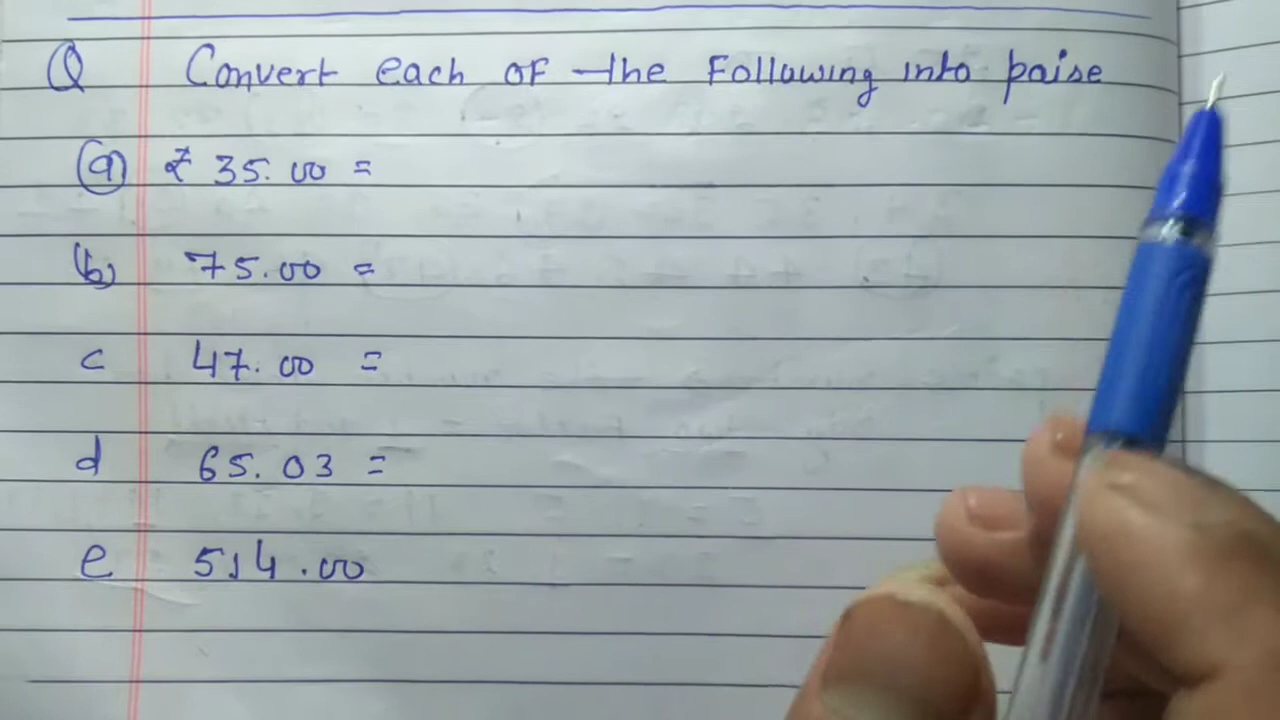 Q Convert each of the Following into paise
(a) ₹ 35.00 =
(b) 75.00 =
c 47.00 =
d 65.03 =
e 514.00